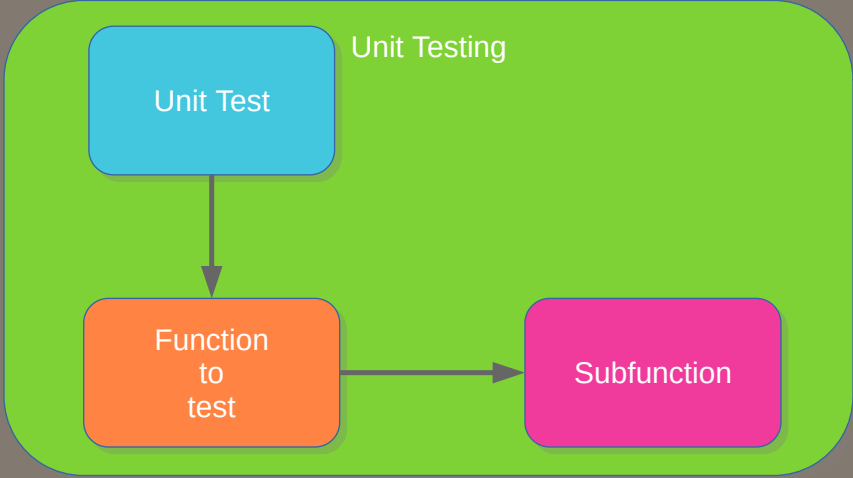 Unit Testing
Unit Test
Function
to
test
Subfunction